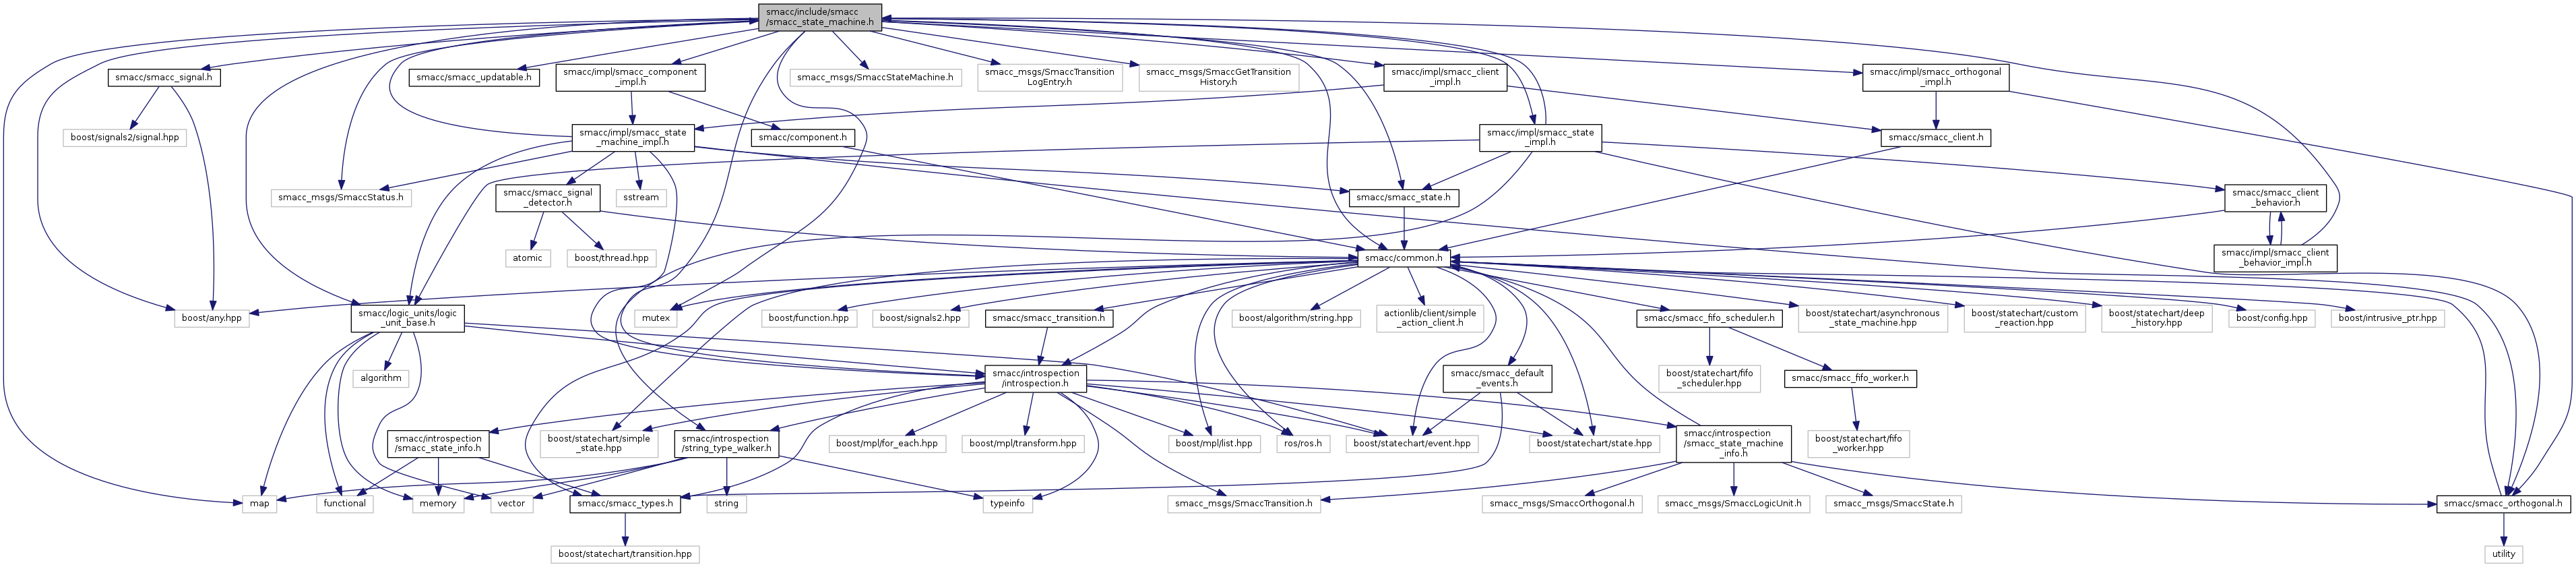 smacc/include/smacc
/smacc_state_machine.h
smacc/smacc_signal.h
smacc/smacc_updatable.h
smacc/impl/smacc_component
_impl.h
smacc_msgs/SmaccStateMachine.h
smacc_msgs/SmaccTransition
LogEntry.h
smacc_msgs/SmaccGetTransition
History.h
smacc/impl/smacc_client
_impl.h
smacc/impl/smacc_orthogonal
_impl.h
boost/signals2/signal.hpp
smacc/impl/smacc_state
_machine_impl.h
smacc/component.h
smacc/impl/smacc_state
_impl.h
smacc/smacc_client.h
smacc_msgs/SmaccStatus.h
smacc/smacc_signal
_detector.h
sstream
smacc/smacc_state.h
smacc/smacc_client
_behavior.h
atomic
boost/thread.hpp
smacc/common.h
smacc/impl/smacc_client
_behavior_impl.h
boost/any.hpp
smacc/logic_units/logic
_unit_base.h
mutex
boost/function.hpp
boost/signals2.hpp
smacc/smacc_transition.h
boost/algorithm/string.hpp
actionlib/client/simple
_action_client.h
smacc/smacc_fifo_scheduler.h
boost/statechart/asynchronous
_state_machine.hpp
boost/statechart/custom
_reaction.hpp
boost/statechart/deep
_history.hpp
boost/config.hpp
boost/intrusive_ptr.hpp
algorithm
smacc/introspection
/introspection.h
smacc/smacc_default
_events.h
boost/statechart/fifo
_scheduler.hpp
smacc/smacc_fifo_worker.h
smacc/introspection
/smacc_state_info.h
boost/statechart/simple
_state.hpp
smacc/introspection
/string_type_walker.h
boost/mpl/for_each.hpp
boost/mpl/transform.hpp
boost/mpl/list.hpp
ros/ros.h
boost/statechart/event.hpp
boost/statechart/state.hpp
smacc/introspection
/smacc_state_machine
_info.h
boost/statechart/fifo
_worker.hpp
map
functional
memory
vector
smacc/smacc_types.h
string
typeinfo
smacc_msgs/SmaccTransition.h
smacc_msgs/SmaccOrthogonal.h
smacc_msgs/SmaccLogicUnit.h
smacc_msgs/SmaccState.h
smacc/smacc_orthogonal.h
boost/statechart/transition.hpp
utility